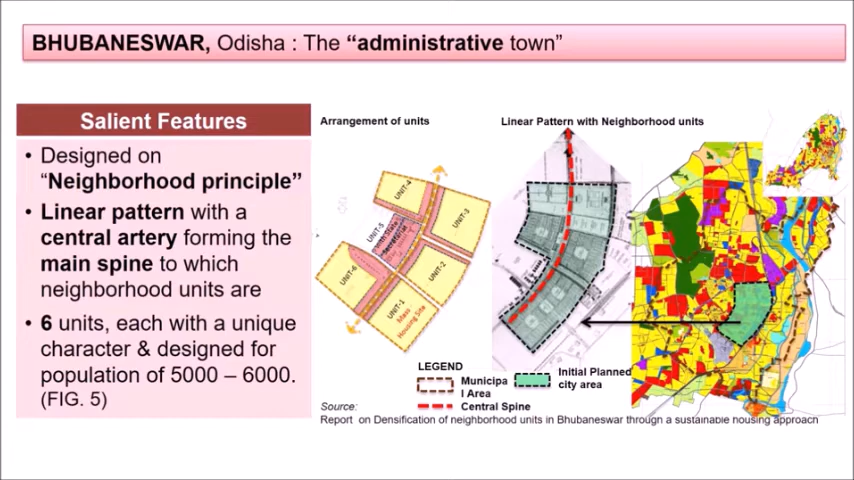 BHUBANESWAR, Odisha : The “administrative town”
Salient Features
• Designed on
“Neighborhood principle”
• Linear pattern with a
central artery forming the
main spine to which
neighborhood units are
• 6 units, each with a unique
character & designed for
population of 5000 – 6000.
(FIG. 5)
Arrangement of units
UNIT-4
UNIT-3
UNIT-5
UNIT-2
UNIT-6
UNIT-1
Mass
Housing Site
Linear Pattern with Neighborhood units
LEGEND
Municipa
l Area
Initial Planned
city area
Central Spine
Source:
Report on Densification of neighborhood units in Bhubaneswar through a sustainable housing approach